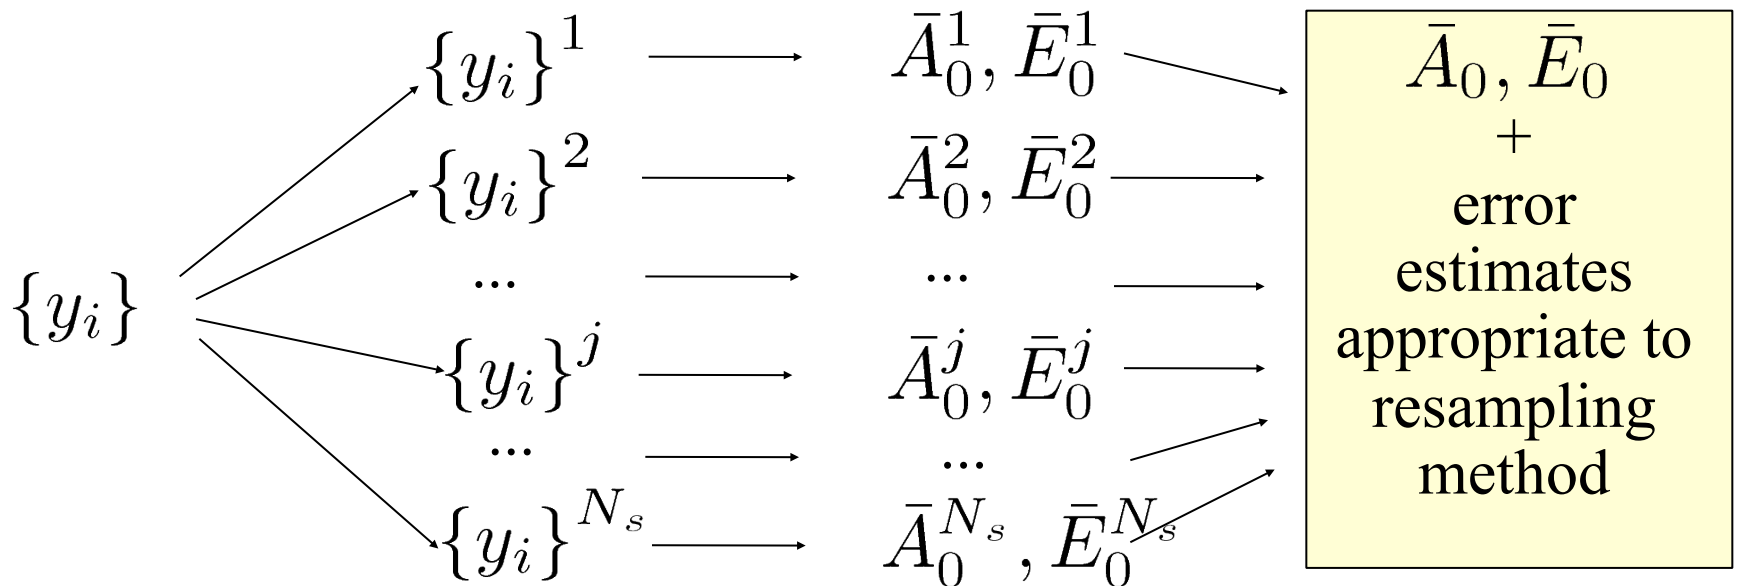 {y_i}^1 Ā_0^1, Ē_0^1 Ā_0, Ē_0
+
{y_i}^2 Ā_0^2, Ē_0^2 error
{y_i} ... ... estimates
{y_i}^j Ā_0^j, Ē_0^j appropriate to
resampling
... ... method
{y_i}^{N_s} Ā_0^{N_s}, Ē_0^{N_s}